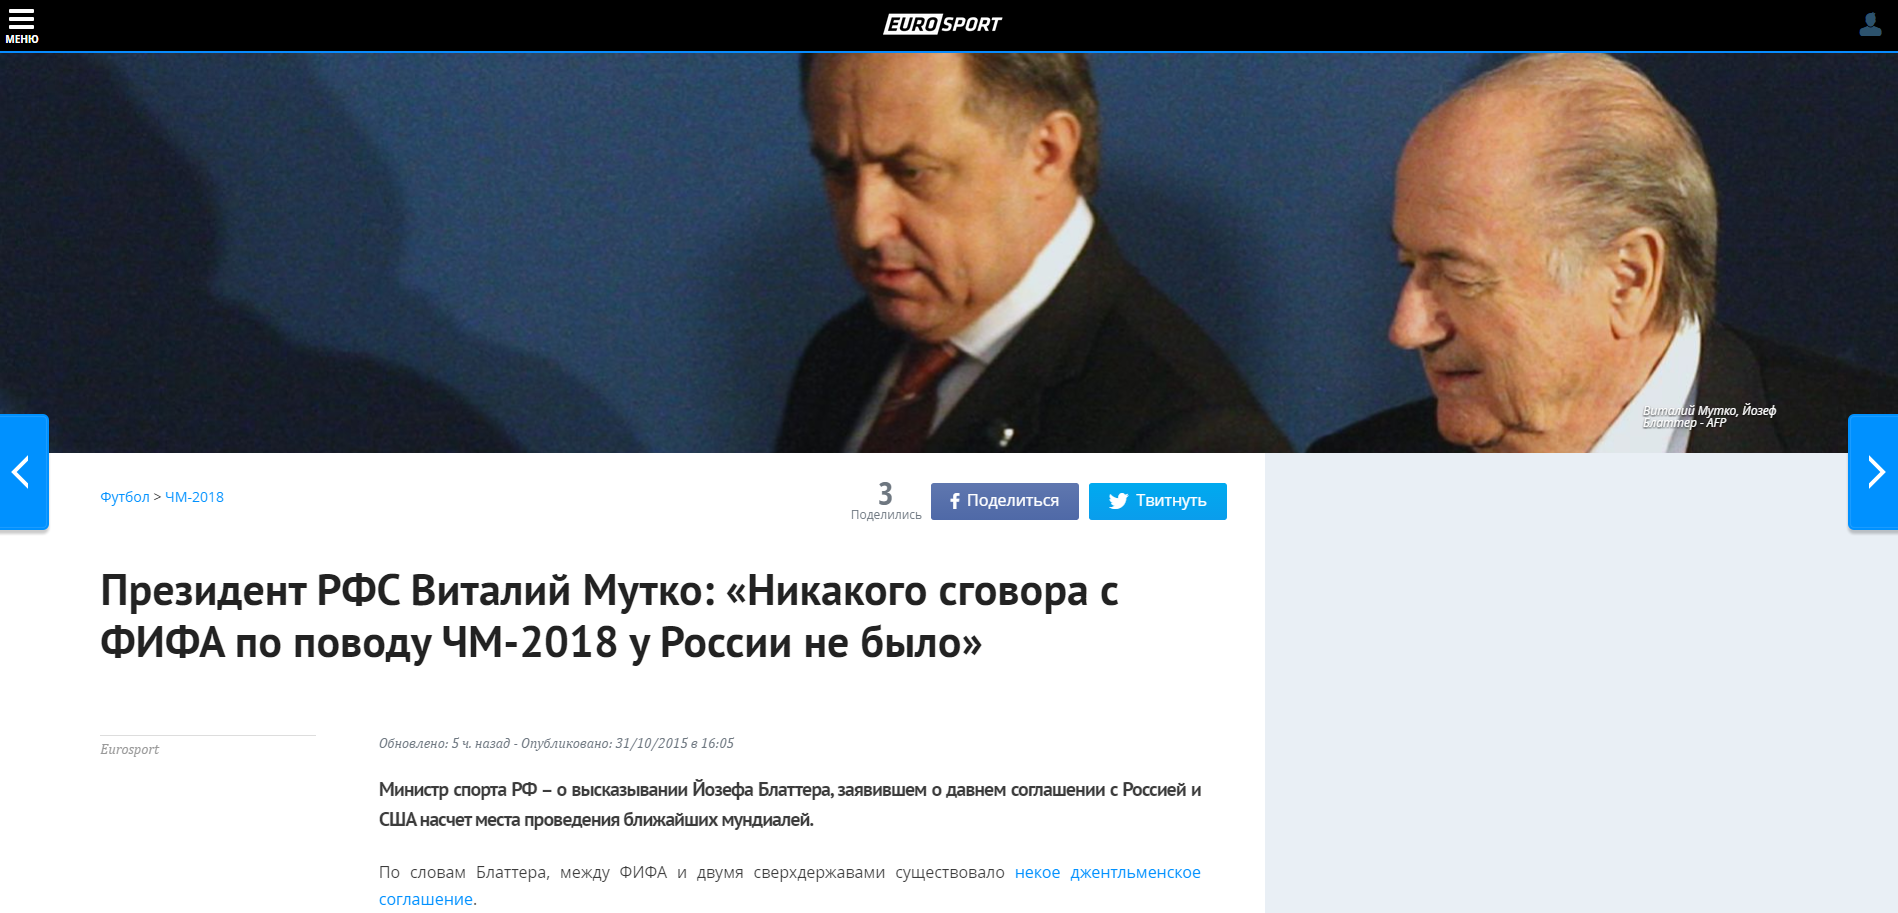 МЕНЮ
EUROSPORT
Виталий Мутко, Йозеф
Блаттер - AFP
Футбол > ЧМ-2018
3
Поделились
Поделиться
Твитнуть
Президент РФС Виталий Мутко: «Никакого сговора с
ФИФА по поводу ЧМ-2018 у России не было»
Eurosport
Обновлено: 5 ч. назад - Опубликовано: 31/10/2015 в 16:05
Министр спорта РФ – о высказывании Йозефа Блаттера, заявившем о давнем соглашении с Россией и
США насчет места проведения ближайших мундиалей.
По словам Блаттера, между ФИФА и двумя сверхдержавами существовало некое джентльменское
соглашение.